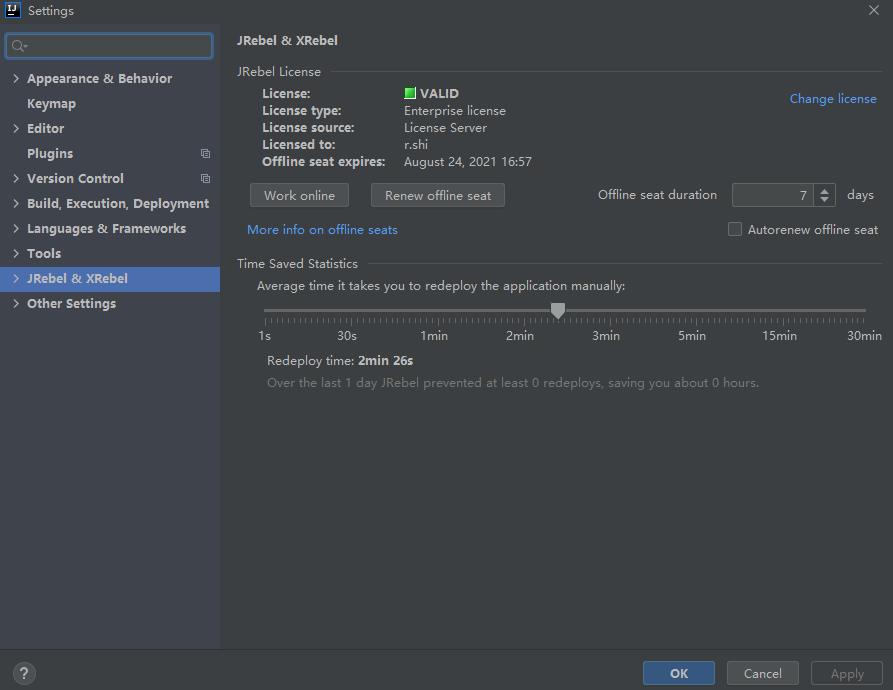 Settings
Appearance & Behavior
Keymap
Editor
Plugins
Version Control
Build, Execution, Deployment
Languages & Frameworks
Tools
JRebel & XRebel
Other Settings
JRebel & XRebel
JRebel License
License: VALID
Change license
License type: Enterprise license
License source: License Server
Licensed to: r.shi
Offline seat expires: August 24, 2021 16:57
Work online Renew offline seat Offline seat duration 7 days
More info on offline seats Autorenew offline seat
Time Saved Statistics
Average time it takes you to redeploy the application manually:
1s 30s 1min 2min 3min 5min 15min 30min
Redeploy time: 2min 26s
Over the last 1 day JRebel prevented at least 0 redeploys, saving you about 0 hours.
? OK Cancel Apply